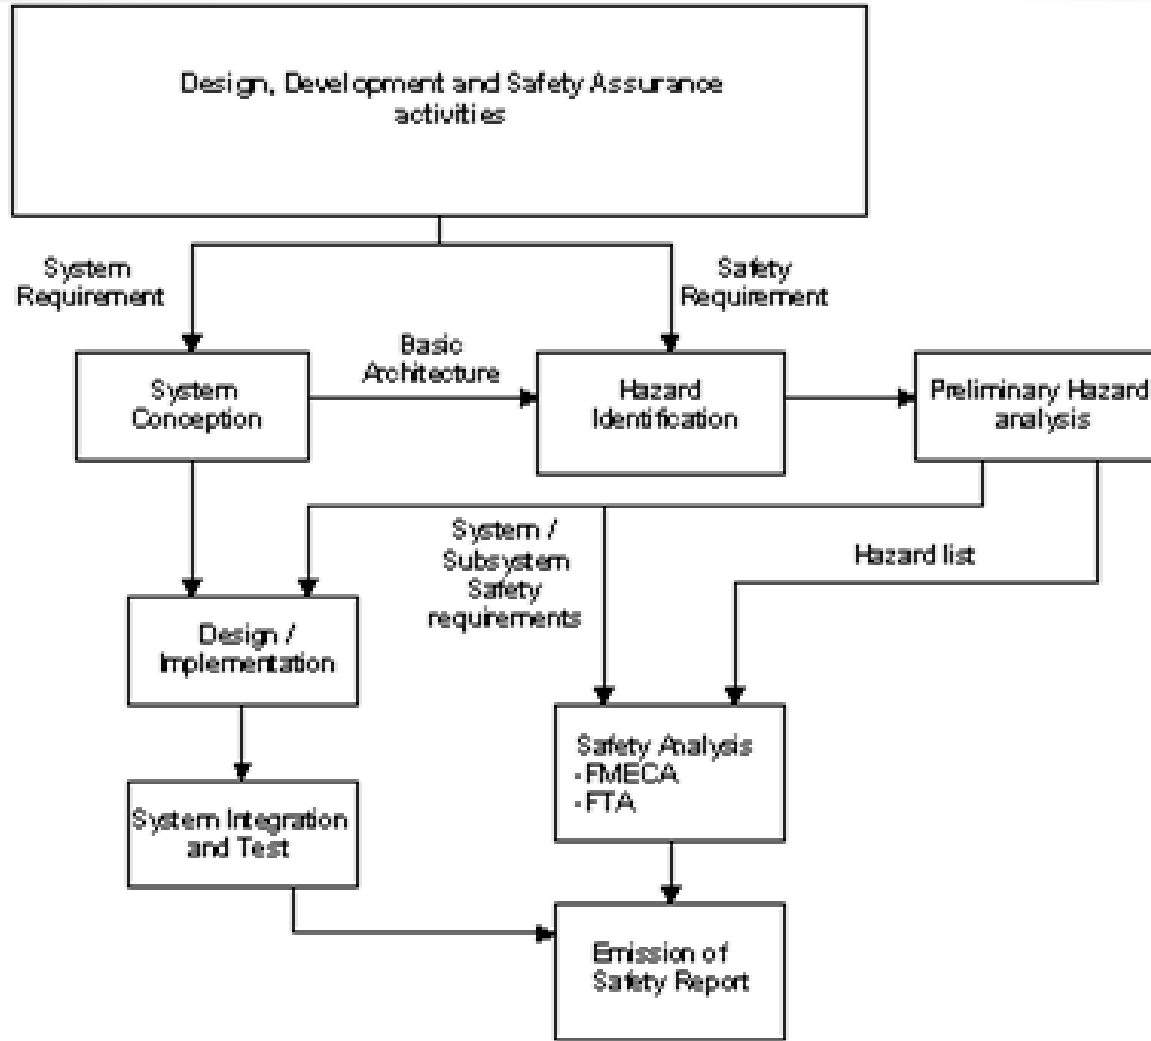 Design, Development and Safety Assurance
activities
System
Requirement
Safety
Requirement
System
Conception
Basic
Architecture
Hazard
Identification
Preliminary Hazard
analysis
System /
Subsystem
Safety
requirements
Hazard list
Design /
Implementation
Safety Analysis
-FMECA
-FTA
System Integration
and Test
Emission of
Safety Report